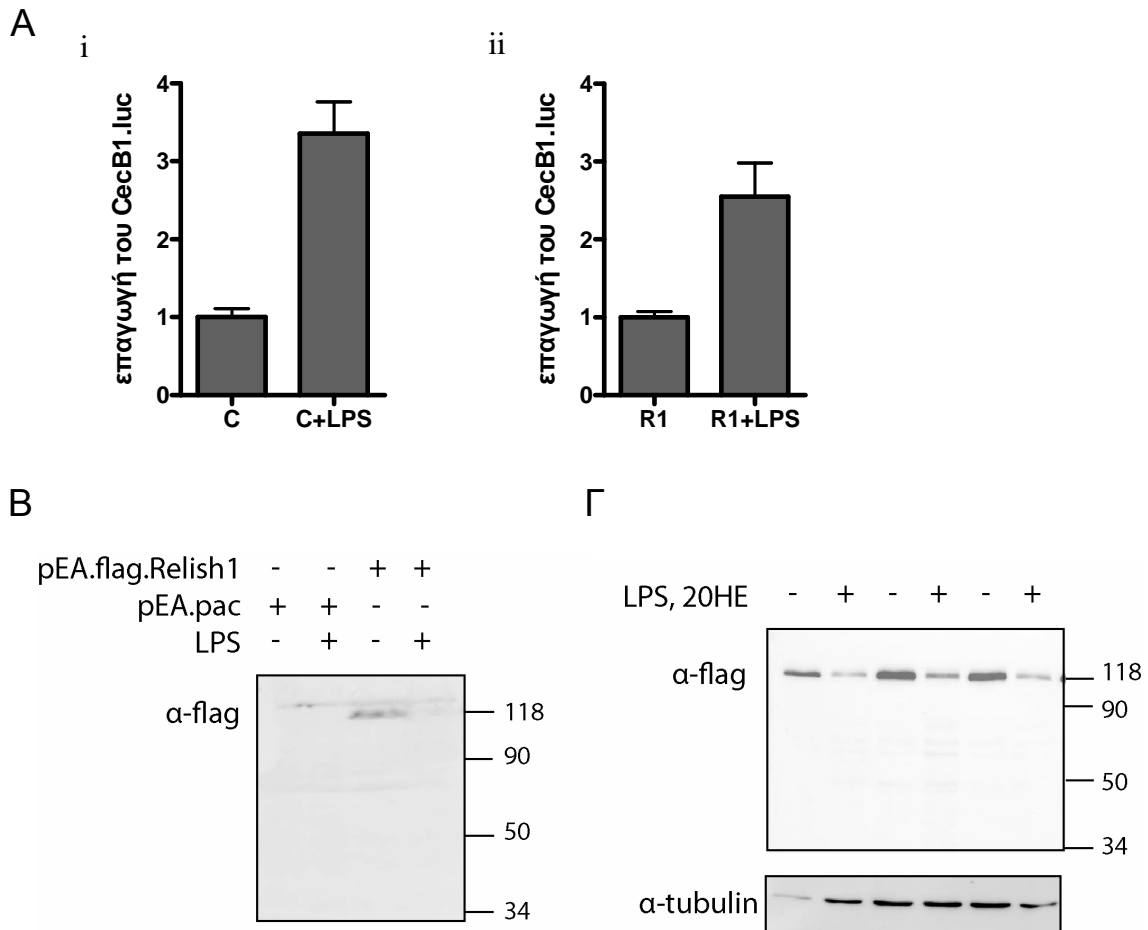 A
i
ii
επαγωγή του CecB1.luc
4
3
2
1
0
C
C+LPS
επαγωγή του CecB1.luc
4
3
2
1
0
R1
R1+LPS
B
pEA.flag.Relish1 - - + +
pEA.pac + + - -
LPS - + - +
α-flag
118
90
50
34
Γ
LPS, 20HE - + - + - +
α-flag
118
90
50
34
α-tubulin